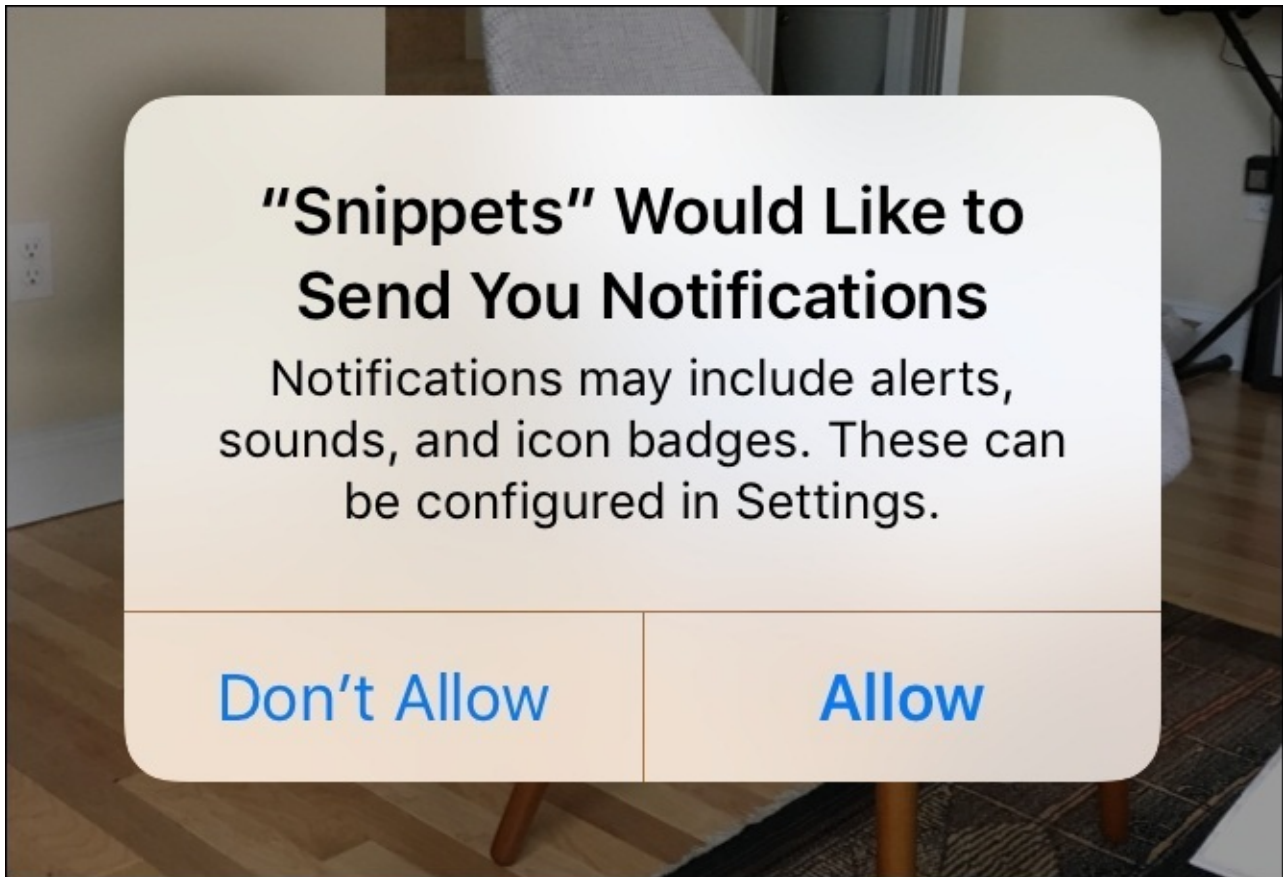 “Snippets” Would Like to
Send You Notifications
Notifications may include alerts,
sounds, and icon badges. These can
be configured in Settings.
Don’t Allow
Allow